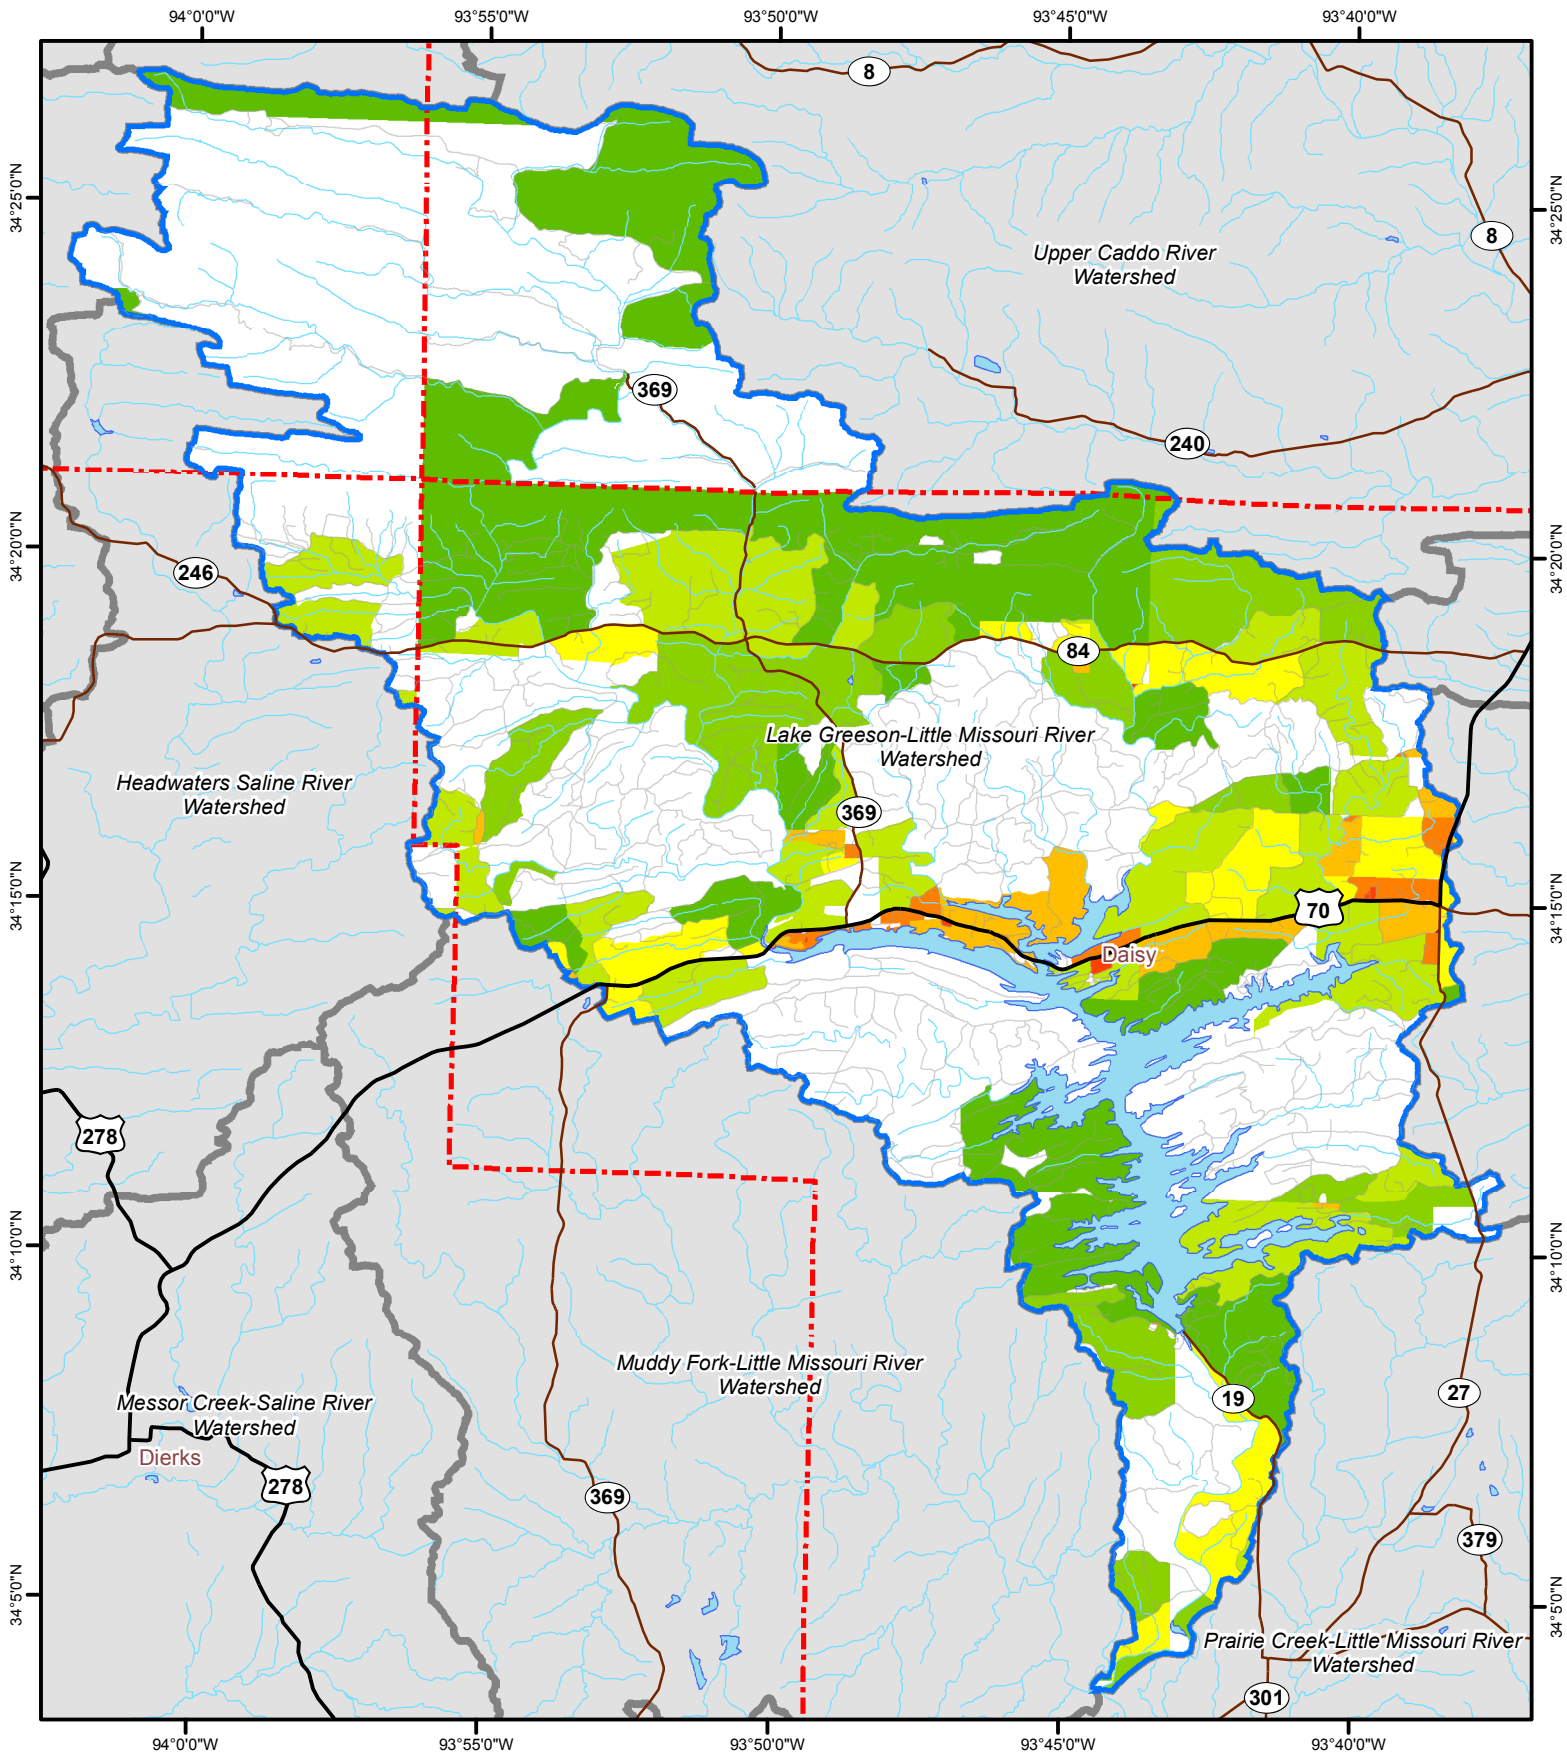 94°0'0"W
93°55'0"W
93°50'0"W
93°45'0"W
93°40'0"W
8
34°25'0"N
34°25'0"N
8
Upper Caddo River
Watershed
369
240
34°20'0"N
34°20'0"N
246
84
Lake Greeson-Little Missouri River
Watershed
Headwaters Saline River
Watershed
369
34°15'0"N
34°15'0"N
70
Daisy
278
34°10'0"N
34°10'0"N
Muddy Fork-Little Missouri River
Watershed
19
27
Messor Creek-Saline River
Watershed
Dierks
278
369
379
34°5'0"N
34°5'0"N
Prairie Creek-Little Missouri River
Watershed
301
94°0'0"W
93°55'0"W
93°50'0"W
93°45'0"W
93°40'0"W